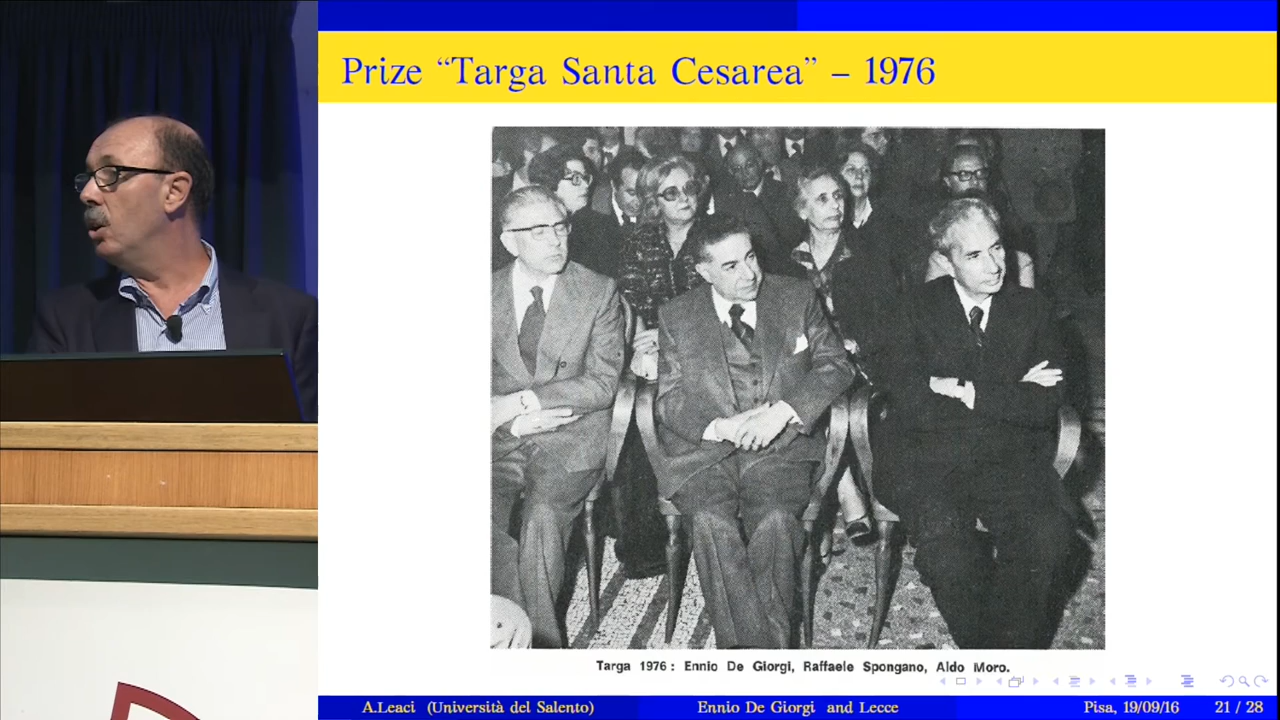 Prize “Targa Santa Cesarea” – 1976
Targa 1976 : Ennio De Giorgi, Raffaele Spongano, Aldo Moro.
A.Leaci (Università del Salento) Ennio De Giorgi and Lecce Pisa, 19/09/16 21 / 28